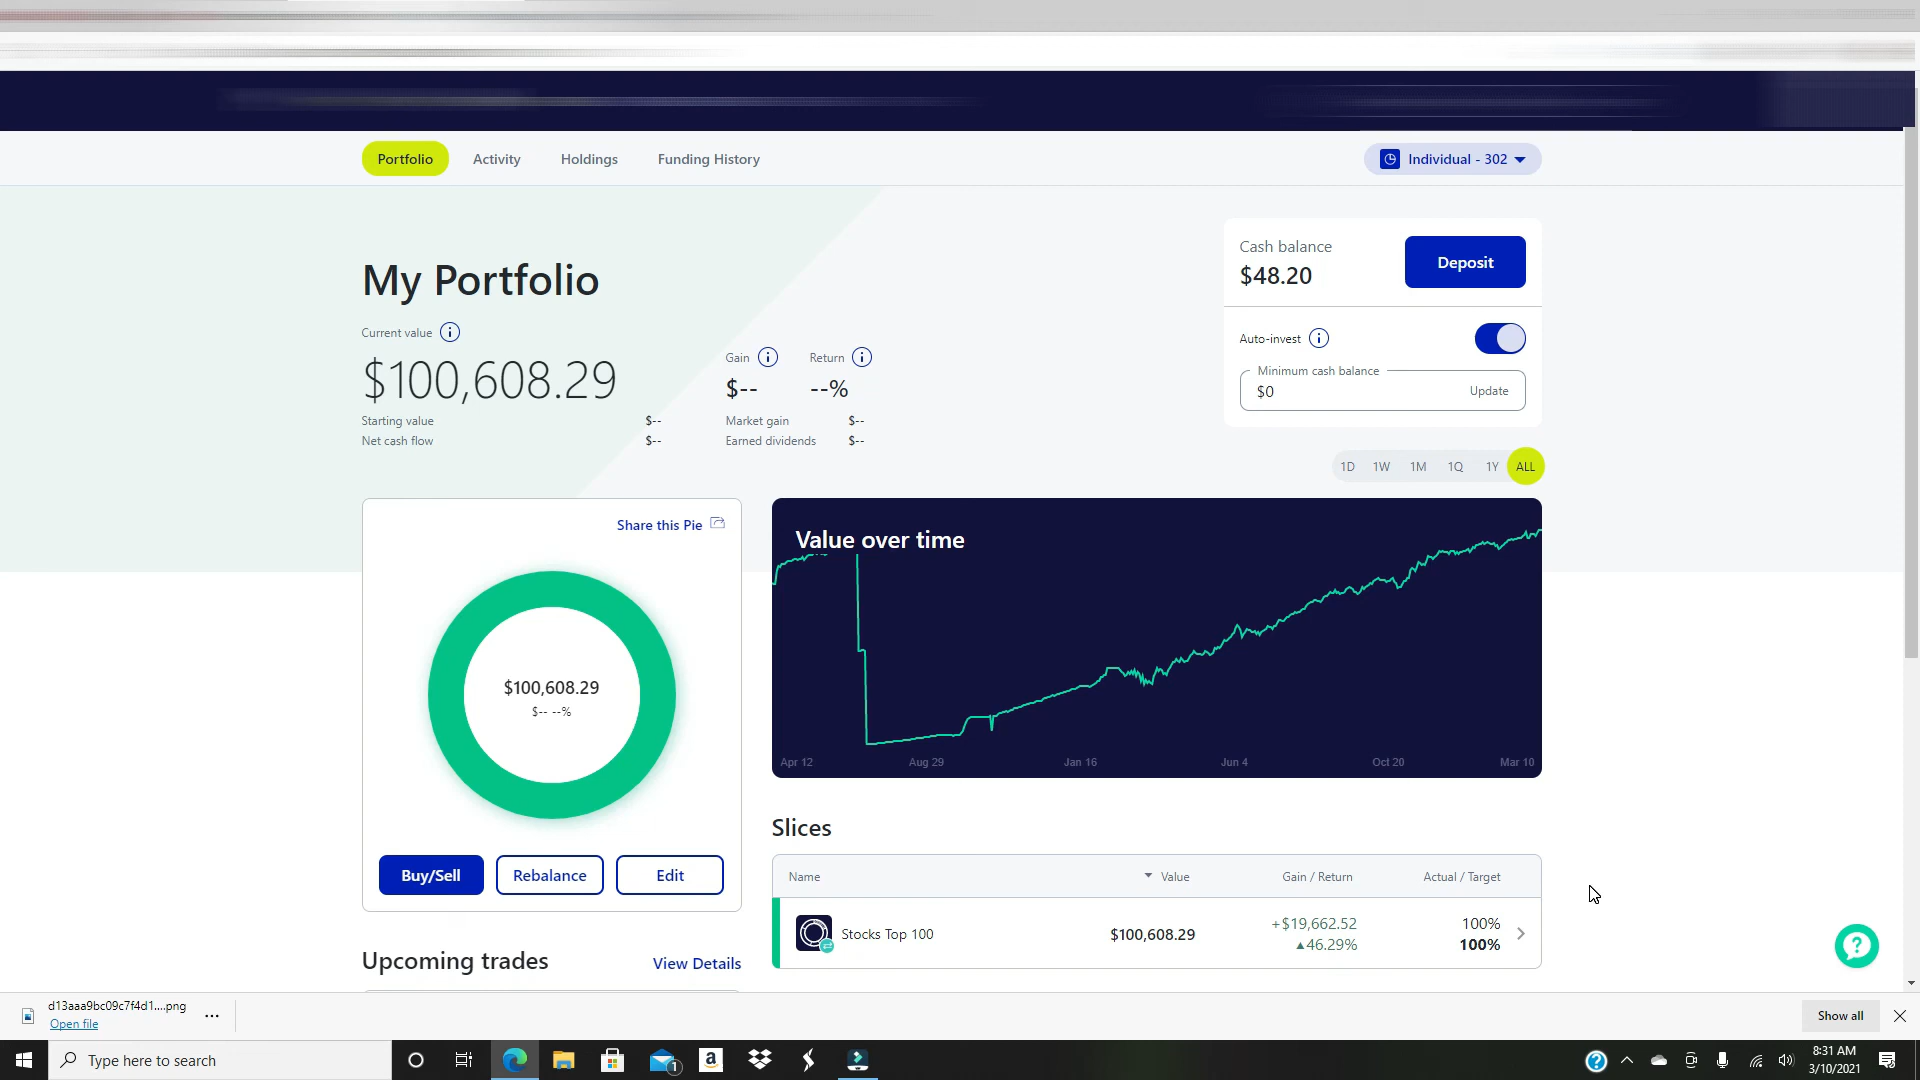 Portfolio
Activity
Holdings
Funding History
Individual - 302
My Portfolio
Current value
$100,608.29
Starting value $--
Net cash flow $--
Gain
$--
Return
--%
Market gain $--
Earned dividends $--
Cash balance
$48.20
Deposit
Auto-invest
Minimum cash balance
$0
Update
1D 1W 1M 1Q 1Y ALL
Share this Pie
$100,608.29
$-- --%
Buy/Sell
Rebalance
Edit
Value over time
Apr 12 Aug 29 Jan 16 Jun 4 Oct 20 Mar 10
Slices
Name Value Gain / Return Actual / Target
Stocks Top 100 $100,608.29 +$19,662.52 100%
▲46.29% 100%
Upcoming trades
View Details
d13aaa9bc09c7f4d1....png
Open file
Show all
Type here to search
1
a
8:31 AM
3/10/2021